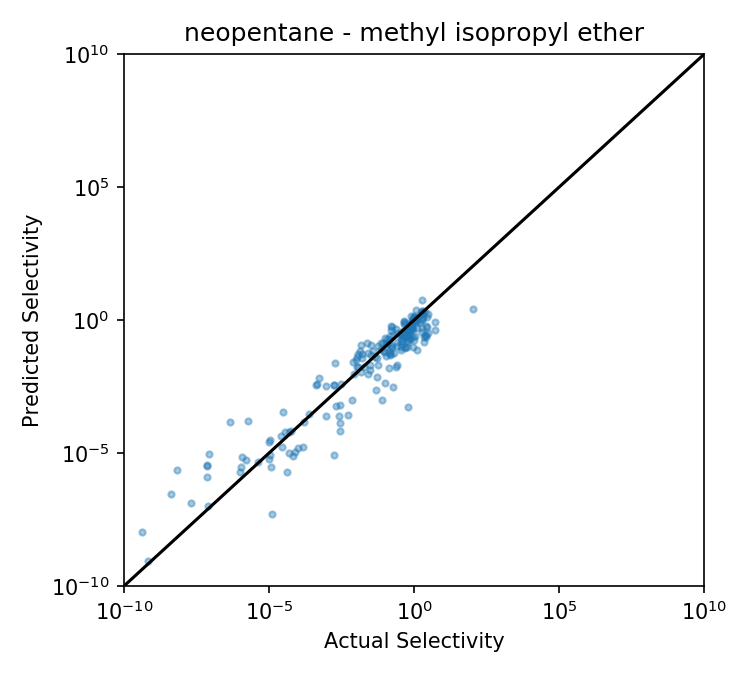 neopentane - methyl isopropyl ether
Predicted Selectivity
10¹⁰
10⁵
10⁰
10⁻⁵
10⁻¹⁰
10⁻¹⁰ 10⁻⁵ 10⁰ 10⁵ 10¹⁰
Actual Selectivity